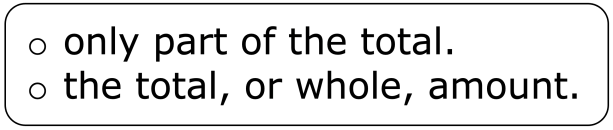 ○ only part of the total.
○ the total, or whole, amount.